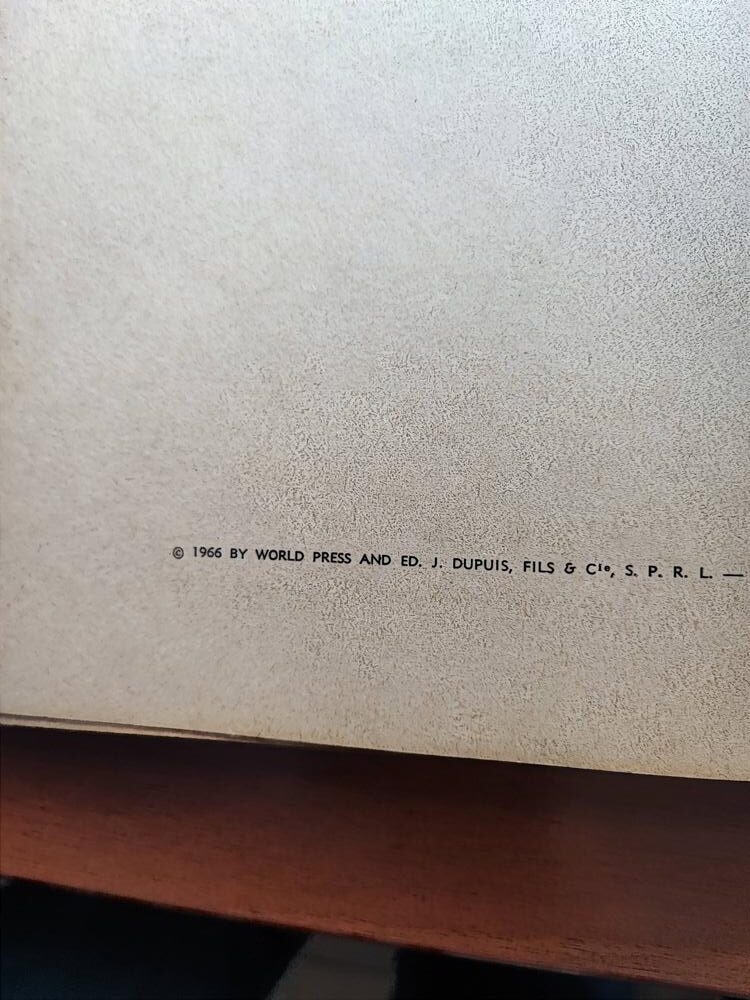 © 1966 BY WORLD PRESS AND ED. J. DUPUIS, FILS & Cie, S. P. R. L. —